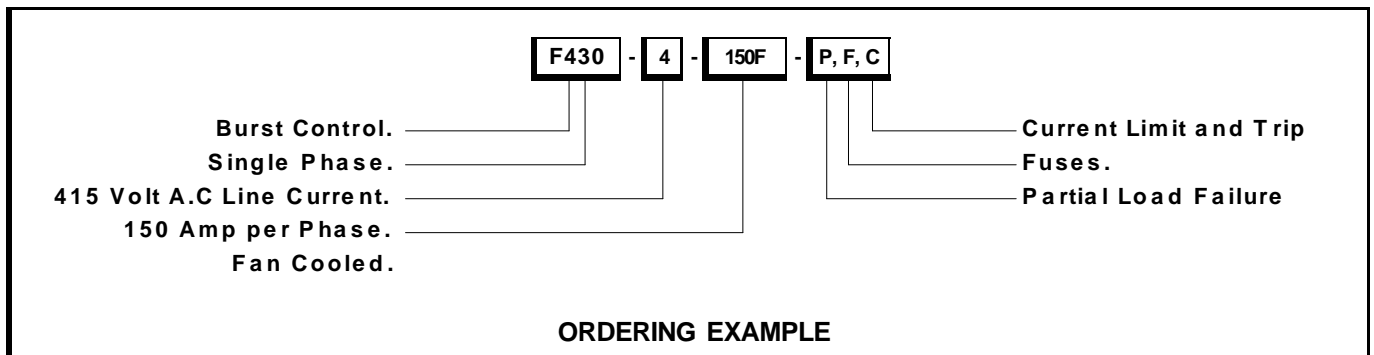 F430 - 4 - 150F - P, F, C
Burst Control.
Single Phase.
415 Volt A.C Line Current.
150 Amp per Phase.
Fan Cooled.
Current Limit and Trip
Fuses.
Partial Load Failure
ORDERING EXAMPLE